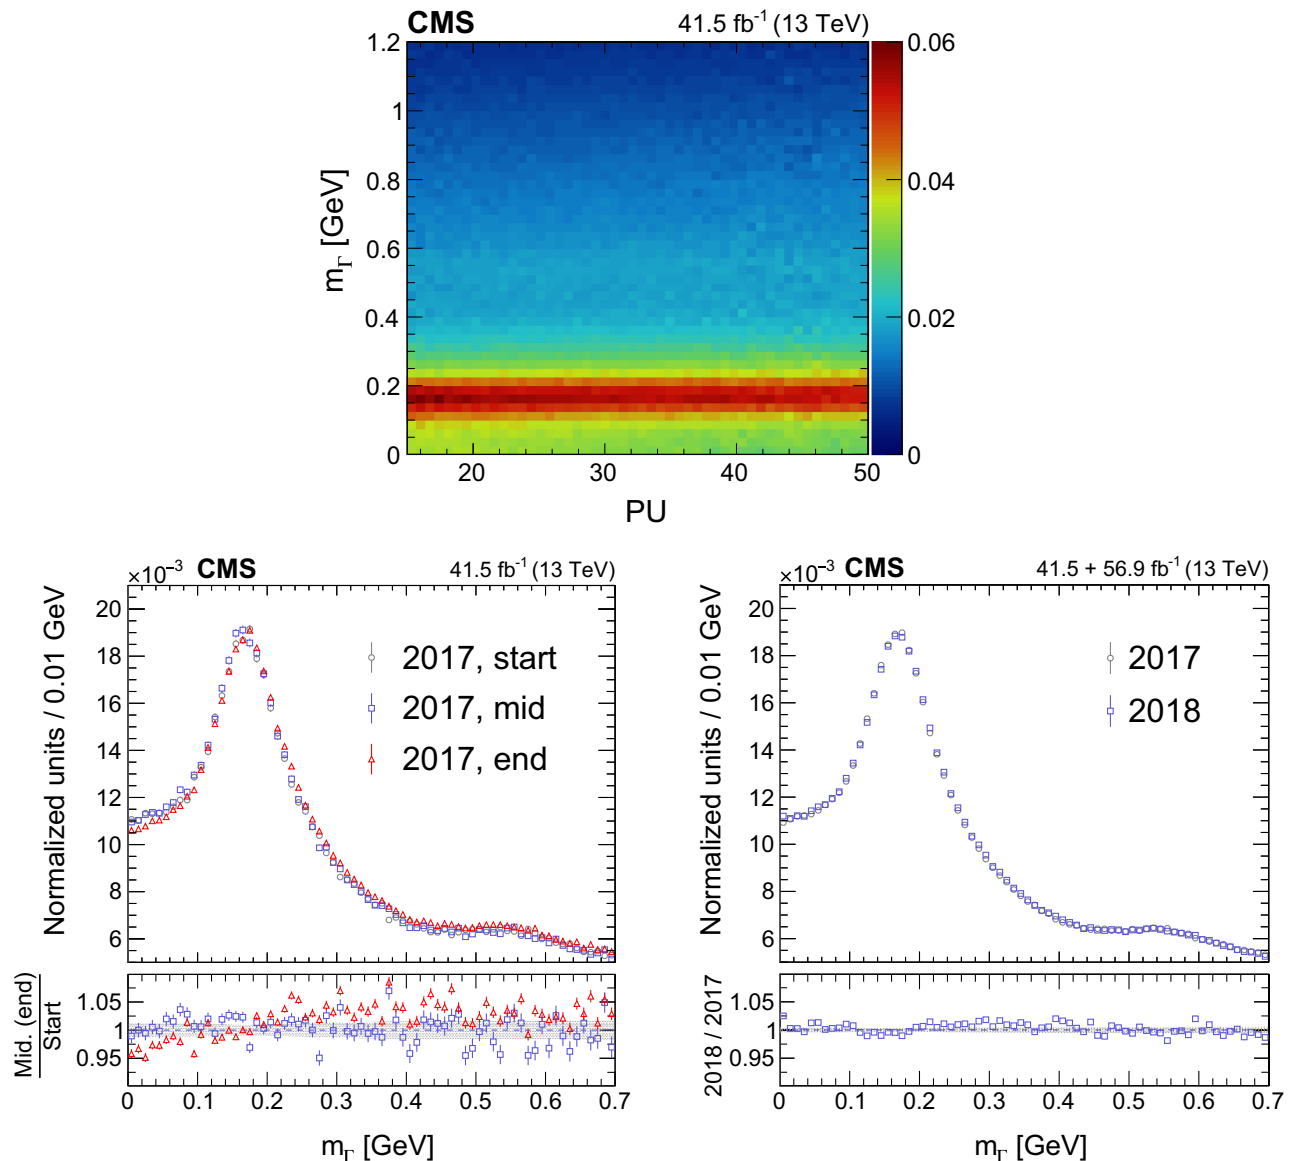 CMS 41.5 fb⁻¹ (13 TeV)
1.2
1
0.8
0.6
0.4
0.2
0
m_Γ [GeV]
0.06
0.04
0.02
0
20 30 40 50
PU
×10⁻³ CMS 41.5 fb⁻¹ (13 TeV)
20
18
16
14
12
10
8
6
Normalized units / 0.01 GeV
2017, start
2017, mid
2017, end
Mid. (end)
Start
1.05
1
0.95
0 0.1 0.2 0.3 0.4 0.5 0.6 0.7
m_Γ [GeV]
×10⁻³ CMS 41.5 + 56.9 fb⁻¹ (13 TeV)
20
18
16
14
12
10
8
6
Normalized units / 0.01 GeV
2017
2018
2018 / 2017
1.05
1
0.95
0 0.1 0.2 0.3 0.4 0.5 0.6 0.7
m_Γ [GeV]